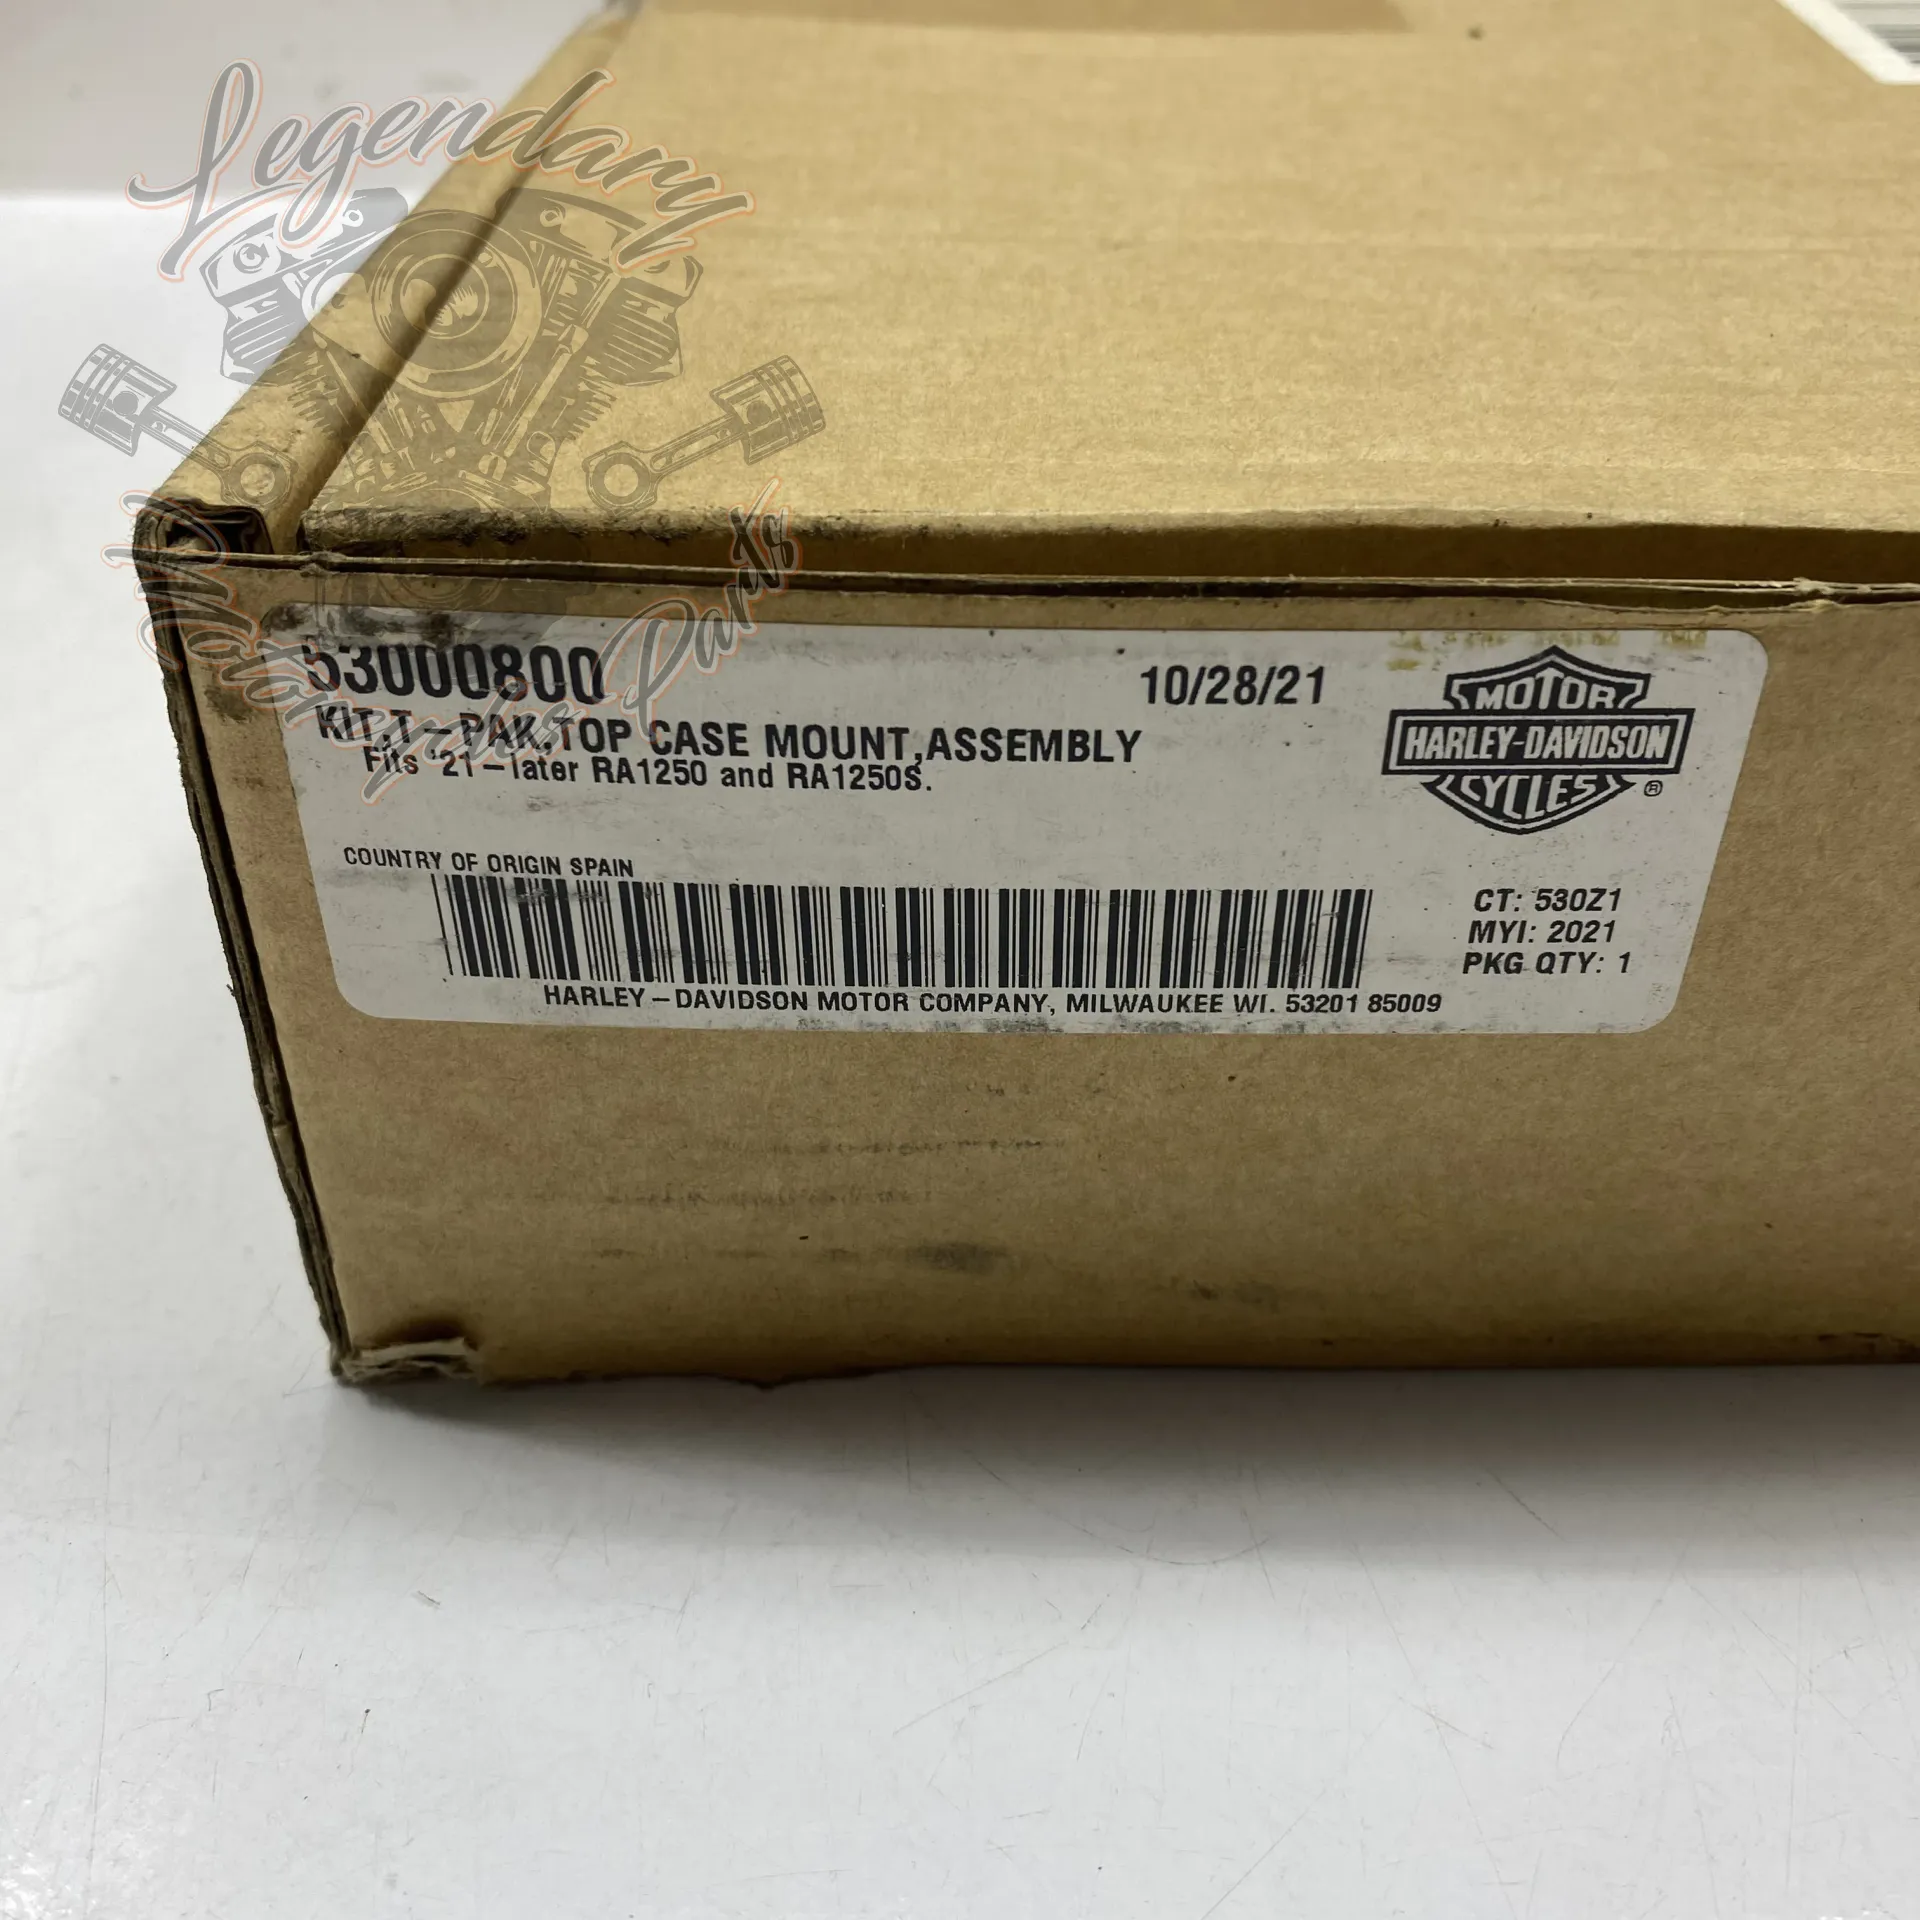 Legendary
Motorcycles Parts
53000800
10/28/21
KIT,T-PAK,TOP CASE MOUNT,ASSEMBLY
Fits '21-later RA1250 and RA1250S.
MOTOR
HARLEY-DAVIDSON
CYCLES
®
COUNTRY OF ORIGIN SPAIN
CT: 530Z1
MYI: 2021
PKG QTY: 1
HARLEY-DAVIDSON MOTOR COMPANY, MILWAUKEE WI. 53201 85009